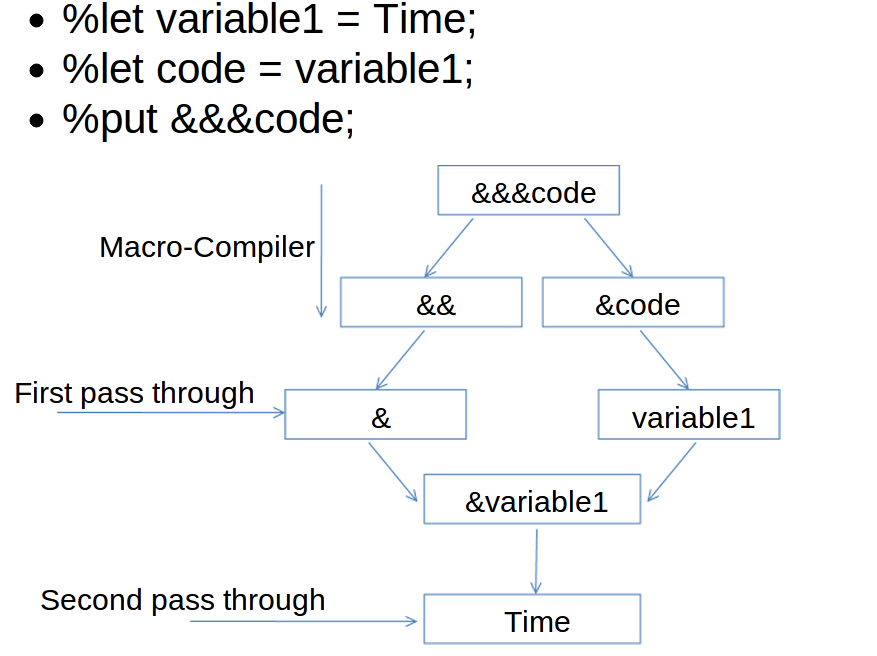 • %let variable1 = Time;
• %let code = variable1;
• %put &&&code;
&&&code
Macro-Compiler
&& &code
First pass through
& variable1
&variable1
Second pass through
Time